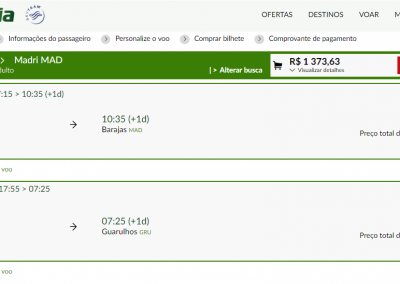 ia
SKYTEAM
OFERTAS DESTINOS VOAR M
Informações do passageiro Personalize o voo Comprar bilhete Comprovante de pagamento
Madri MAD
dulto
|> Alterar busca
R$ 1 373,63
Visualizar detalhes
:15 > 10:35 (+1d)
10:35 (+1d)
Barajas MAD
Preço total d
voo
17:55 > 07:25
07:25 (+1d)
Guarulhos GRU
Preço total d
voo